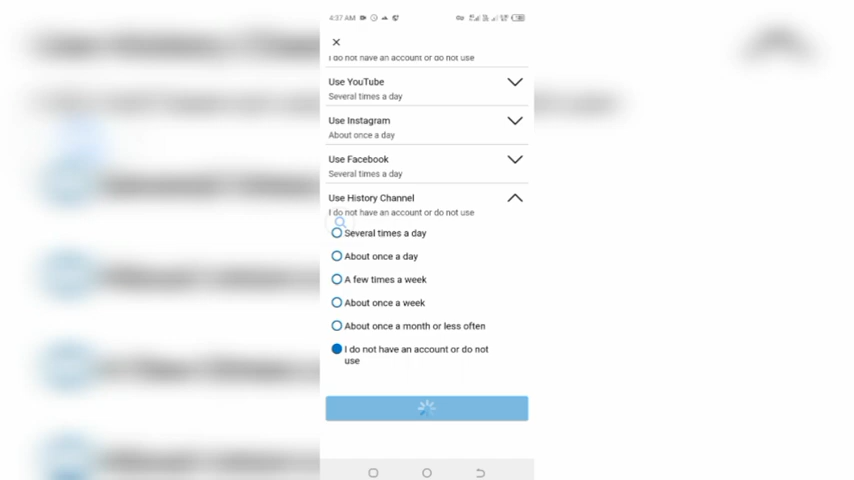 4:37 AM
I do not have an account or do not use
Use YouTube
Several times a day
Use Instagram
About once a day
Use Facebook
Several times a day
Use History Channel
I do not have an account or do not use
Several times a day
About once a day
A few times a week
About once a week
About once a month or less often
I do not have an account or do not
use